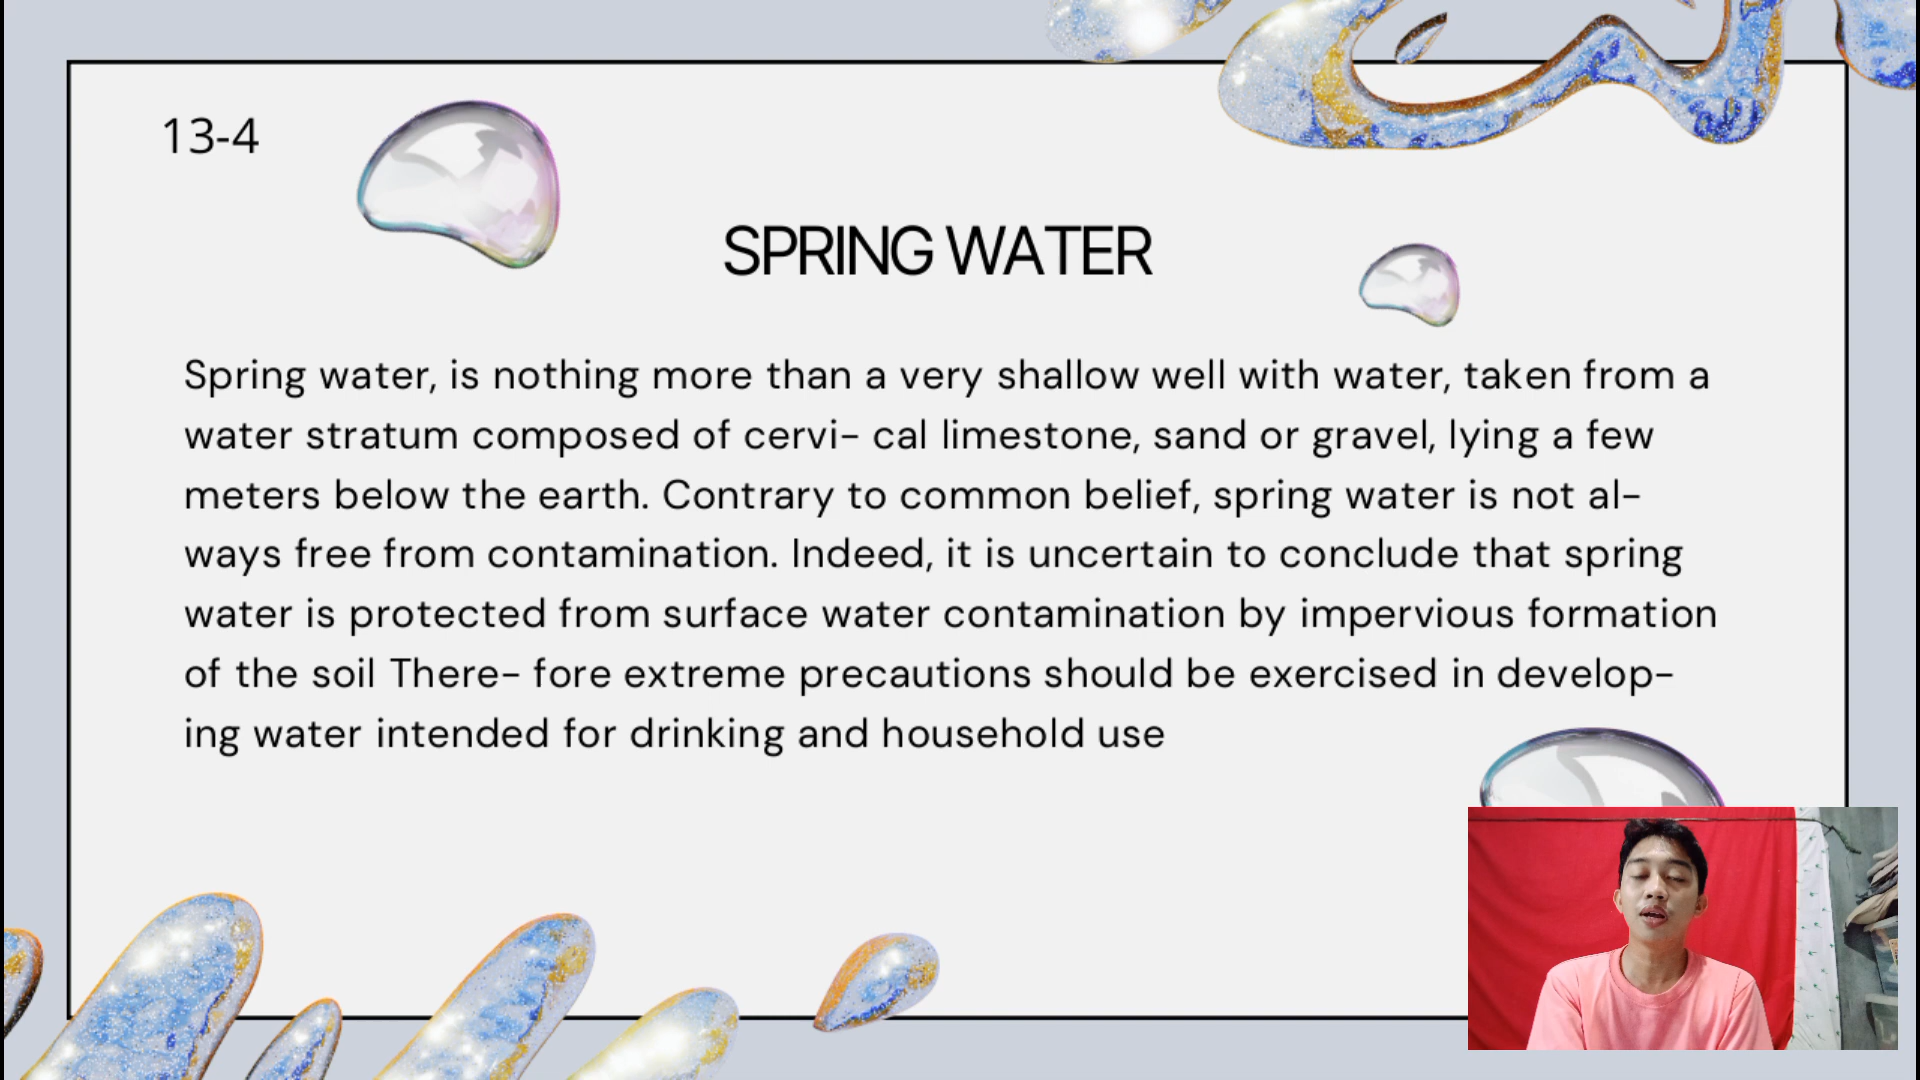 13-4
SPRING WATER
Spring water, is nothing more than a very shallow well with water, taken from a
water stratum composed of cervi- cal limestone, sand or gravel, lying a few
meters below the earth. Contrary to common belief, spring water is not al-
ways free from contamination. Indeed, it is uncertain to conclude that spring
water is protected from surface water contamination by impervious formation
of the soil There- fore extreme precautions should be exercised in develop-
ing water intended for drinking and household use